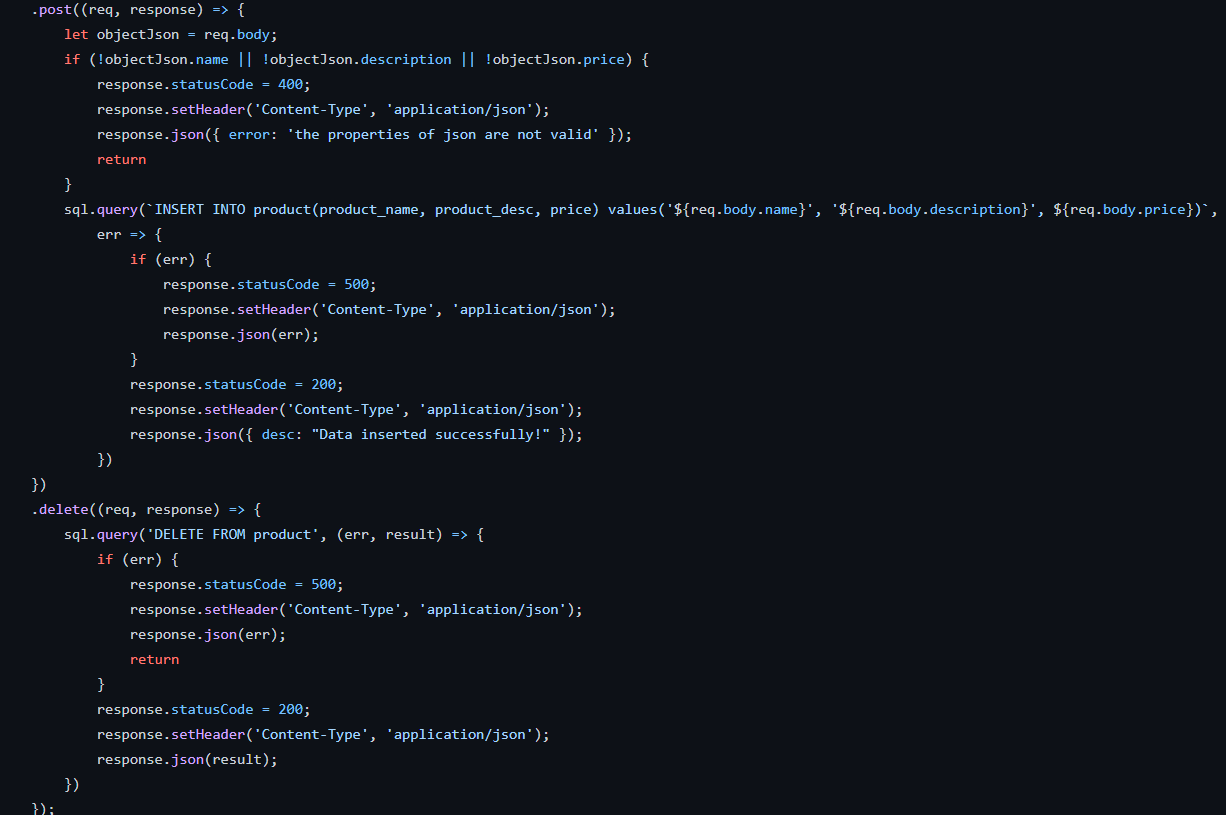 .post((req, response) => {
    let objectJson = req.body;
    if (!objectJson.name || !objectJson.description || !objectJson.price) {
        response.statusCode = 400;
        response.setHeader('Content-Type', 'application/json');
        response.json({ error: 'the properties of json are not valid' });
        return
    }
    sql.query(`INSERT INTO product(product_name, product_desc, price) values('${req.body.name}', '${req.body.description}', ${req.body.price})`,
        err => {
            if (err) {
                response.statusCode = 500;
                response.setHeader('Content-Type', 'application/json');
                response.json(err);
            }
            response.statusCode = 200;
            response.setHeader('Content-Type', 'application/json');
            response.json({ desc: "Data inserted successfully!" });
        })
})
.delete((req, response) => {
    sql.query('DELETE FROM product', (err, result) => {
        if (err) {
            response.statusCode = 500;
            response.setHeader('Content-Type', 'application/json');
            response.json(err);
            return
        }
        response.statusCode = 200;
        response.setHeader('Content-Type', 'application/json');
        response.json(result);
    })
});